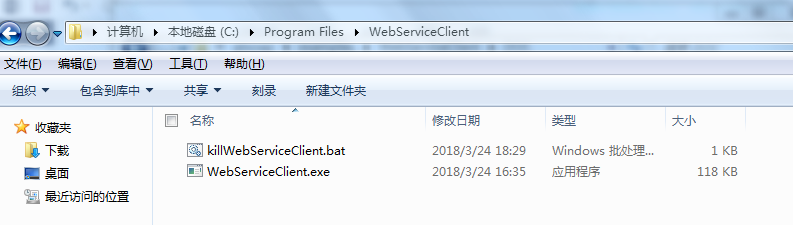 计算机 ▸ 本地磁盘 (C:) ▸ Program Files ▸ WebServiceClient
文件(F) 编辑(E) 查看(V) 工具(T) 帮助(H)
组织 包含到库中 共享 刻录 新建文件夹
收藏夹
下载
桌面
最近访问的位置
名称 修改日期 类型 大小
killWebServiceClient.bat 2018/3/24 18:29 Windows 批处理... 1 KB
WebServiceClient.exe 2018/3/24 16:35 应用程序 118 KB